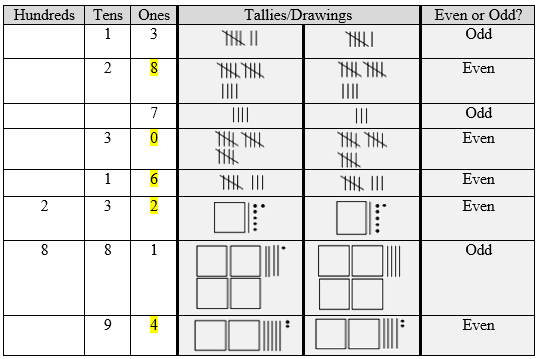 Hundreds Tens Ones Tallies/Drawings Even or Odd?
1 3 Odd
2 8 Even
7 Odd
3 0 Even
1 6 Even
2 3 2 Even
8 8 1 Odd
9 4 Even